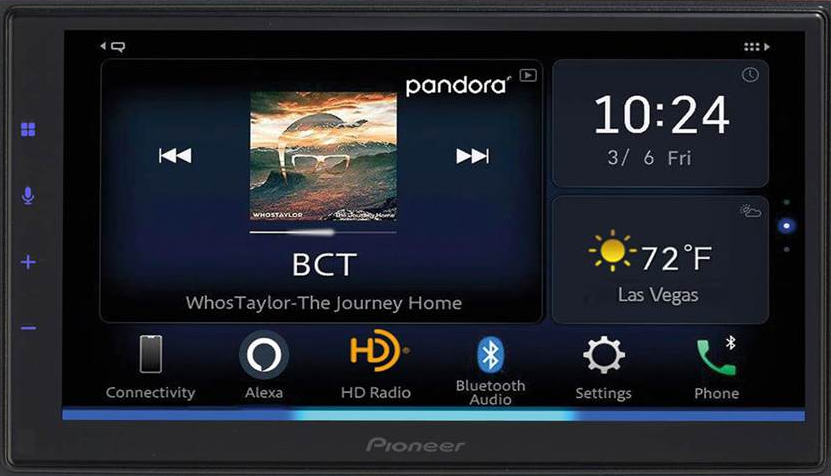 pandora
10:24
3/ 6 Fri
WHOSTAYLOR
The Journey Home
BCT
WhosTaylor-The Journey Home
72°F
Las Vegas
Connectivity
Alexa
HD
HD Radio
Bluetooth
Audio
Settings
Phone
Pioneer